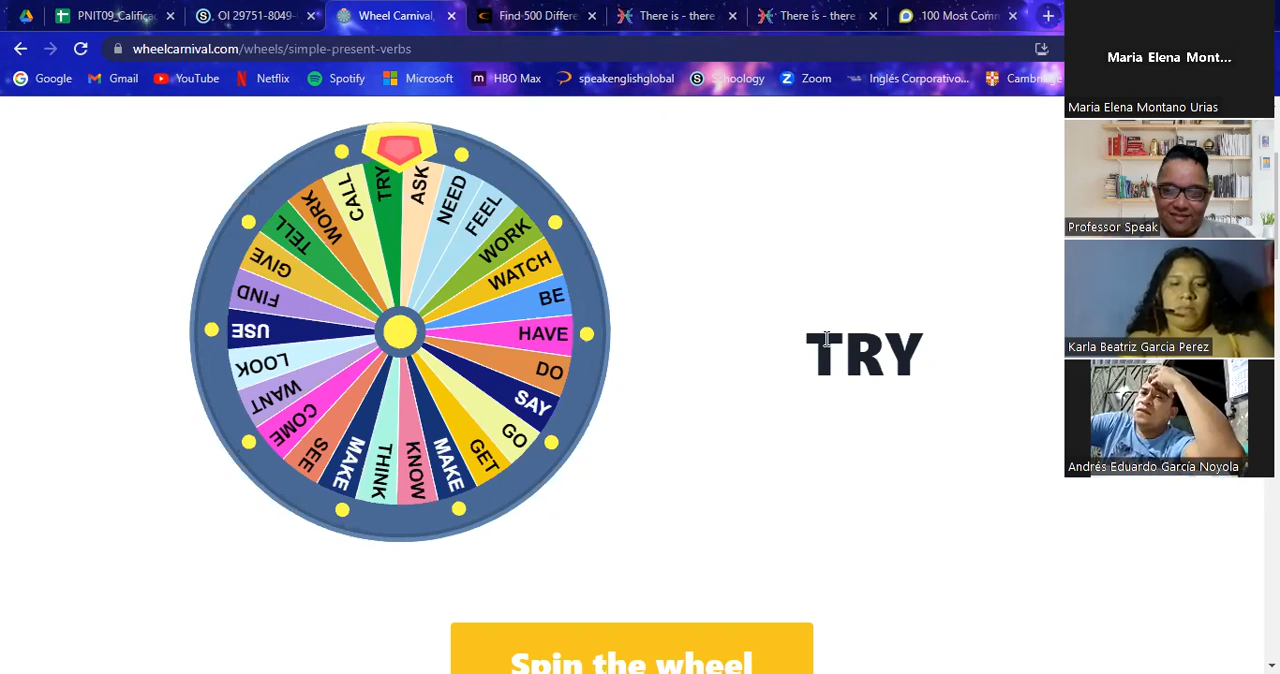 PNIT09_Califica
OI 29751-8049-
Wheel Carnival,
Find 500 Differe
There is - there
There is - there
100 Most Comm
wheelcarnival.com/wheels/simple-present-verbs
Google Gmail YouTube Netflix Spotify Microsoft HBO Max speakenglishglobal Schoology Zoom Inglés Corporativo... Cambridge
TRY
ASK
NEED
FEEL
WORK
WATCH
BE
HAVE
DO
SAY
GO
GET
MAKE
KNOW
THINK
MAKE
SEE
COME
WANT
LOOK
USE
FIND
GIVE
TELL
WORK
CALL
TRY
Spin the wheel
Maria Elena Mont...
Maria Elena Montano Urias
Professor Speak
Karla Beatriz Garcia Perez
Andrés Eduardo García Noyola